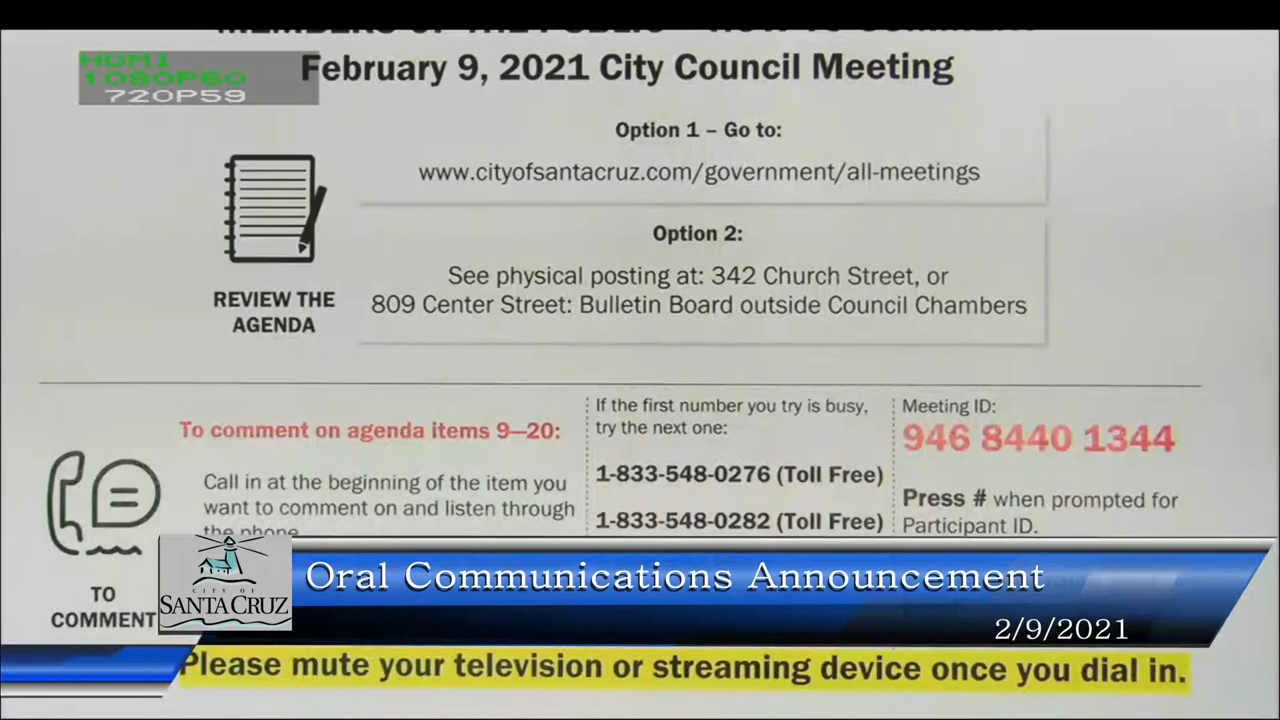 HDMI
1080P60
720P59
February 9, 2021 City Council Meeting
Option 1 – Go to:
www.cityofsantacruz.com/government/all-meetings
Option 2:
See physical posting at: 342 Church Street, or
809 Center Street: Bulletin Board outside Council Chambers
REVIEW THE
AGENDA
To comment on agenda items 9—20:
Call in at the beginning of the item you
want to comment on and listen through
the phone
If the first number you try is busy,
try the next one:
1-833-548-0276 (Toll Free)
1-833-548-0282 (Toll Free)
Meeting ID:
946 8440 1344
Press # when prompted for
Participant ID.
TO
COMMENT
CITY OF
SANTA CRUZ
Oral Communications Announcement
2/9/2021
Please mute your television or streaming device once you dial in.